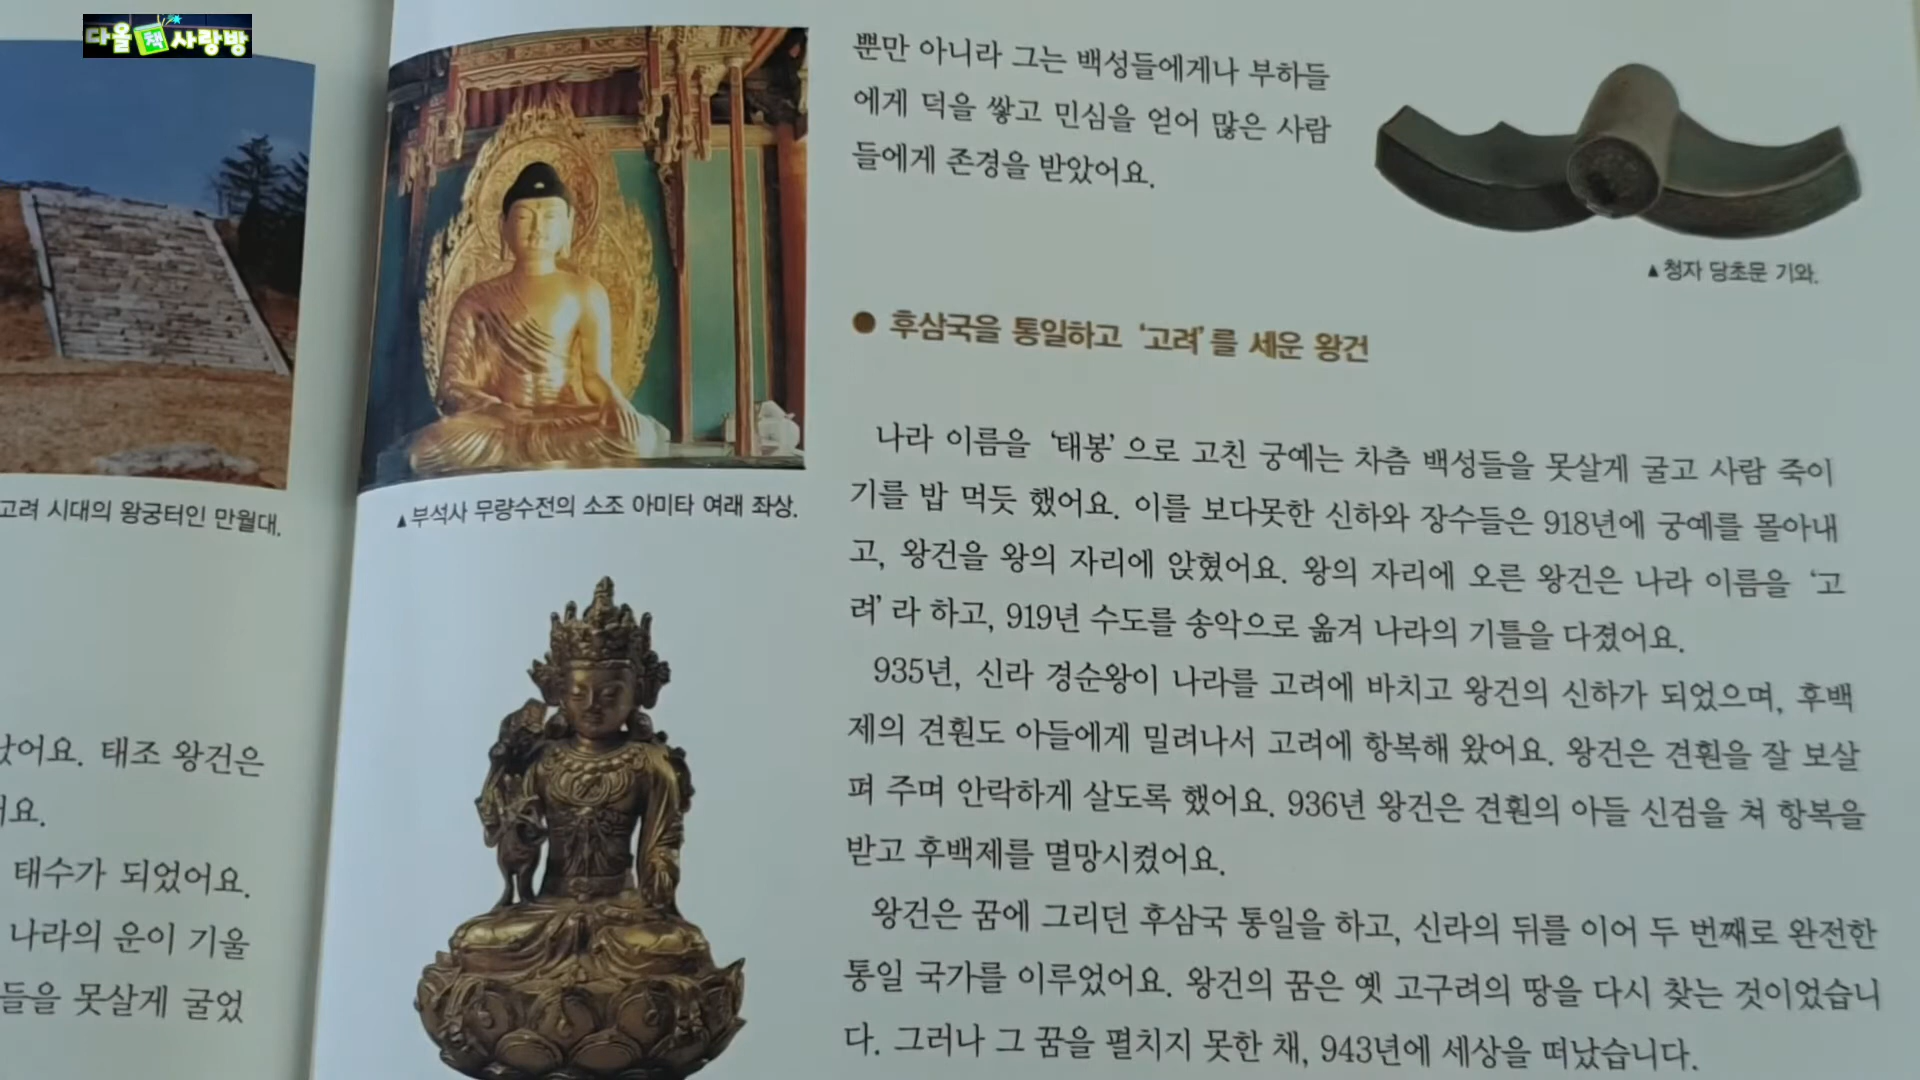 다올 책 사랑방
고려 시대의 왕궁터인 만월대.
았어요. 태조 왕건은
어요.
태수가 되었어요.
나라의 운이 기울
들을 못살게 굴었
▲부석사 무량수전의 소조 아미타 여래 좌상.
뿐만 아니라 그는 백성들에게나 부하들
에게 덕을 쌓고 민심을 얻어 많은 사람
들에게 존경을 받았어요.
▲청자 당초문 기와.
● 후삼국을 통일하고 ‘고려’를 세운 왕건
나라 이름을 ‘태봉’으로 고친 궁예는 차츰 백성들을 못살게 굴고 사람 죽이
기를 밥 먹듯 했어요. 이를 보다못한 신하와 장수들은 918년에 궁예를 몰아내
고, 왕건을 왕의 자리에 앉혔어요. 왕의 자리에 오른 왕건은 나라 이름을 ‘고
려’라 하고, 919년 수도를 송악으로 옮겨 나라의 기틀을 다졌어요.
935년, 신라 경순왕이 나라를 고려에 바치고 왕건의 신하가 되었으며, 후백
제의 견훤도 아들에게 밀려나서 고려에 항복해 왔어요. 왕건은 견훤을 잘 보살
펴 주며 안락하게 살도록 했어요. 936년 왕건은 견훤의 아들 신검을 쳐 항복을
받고 후백제를 멸망시켰어요.
왕건은 꿈에 그리던 후삼국 통일을 하고, 신라의 뒤를 이어 두 번째로 완전한
통일 국가를 이루었어요. 왕건의 꿈은 옛 고구려의 땅을 다시 찾는 것이었습니
다. 그러나 그 꿈을 펼치지 못한 채, 943년에 세상을 떠났습니다.